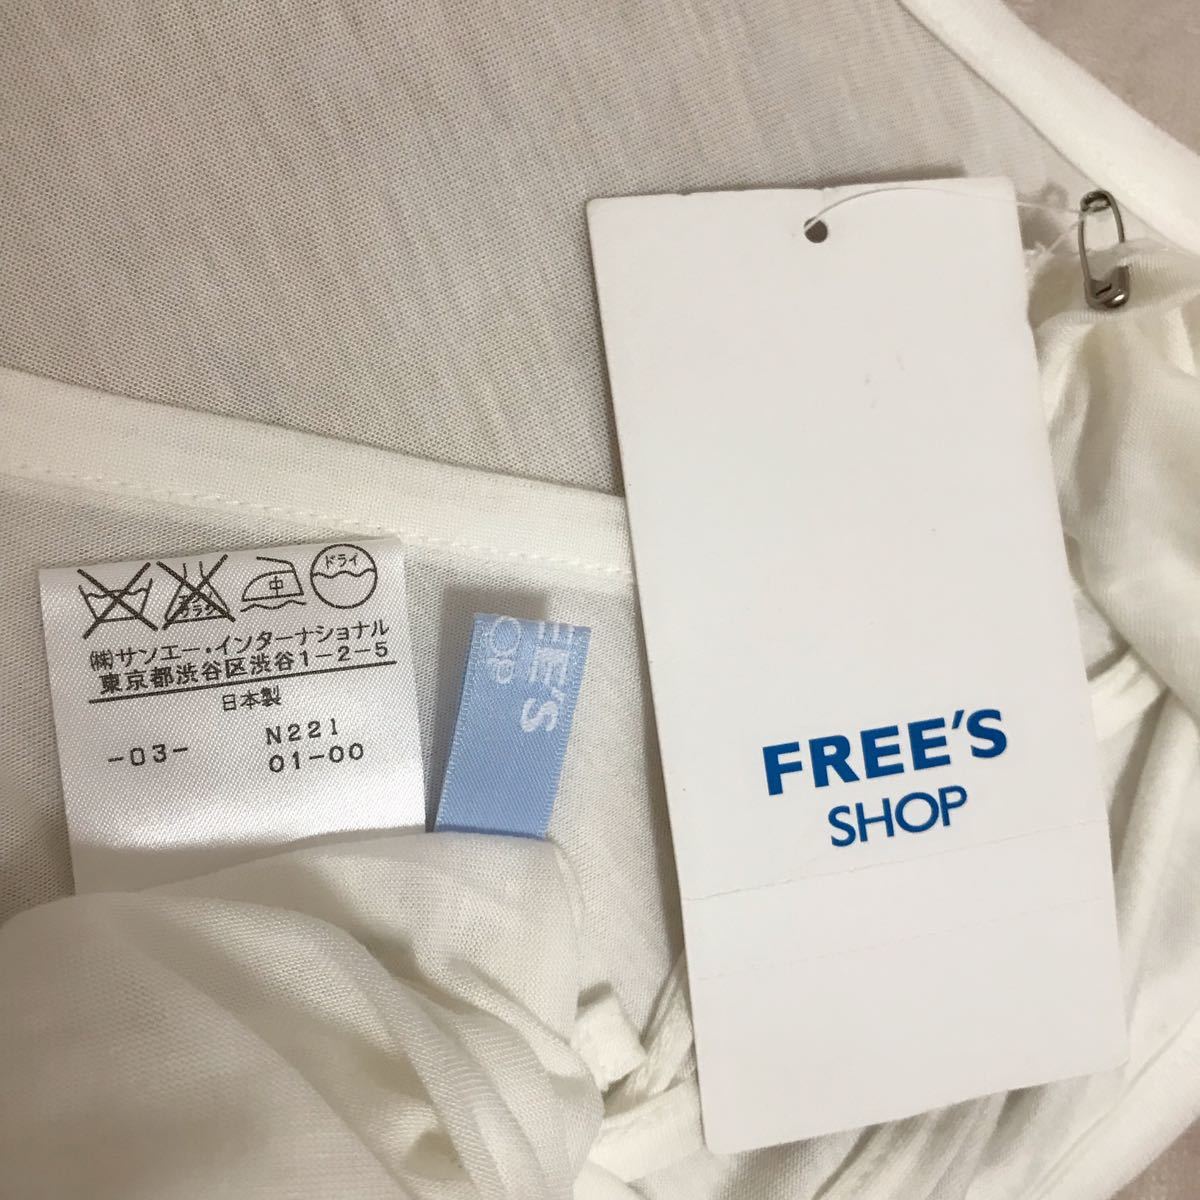 ドライ
中
㈱サンエー・インターナショナル
東京都渋谷区渋谷1-2-5
日本製
-03- N221
01-00
FREE'S
SHOP